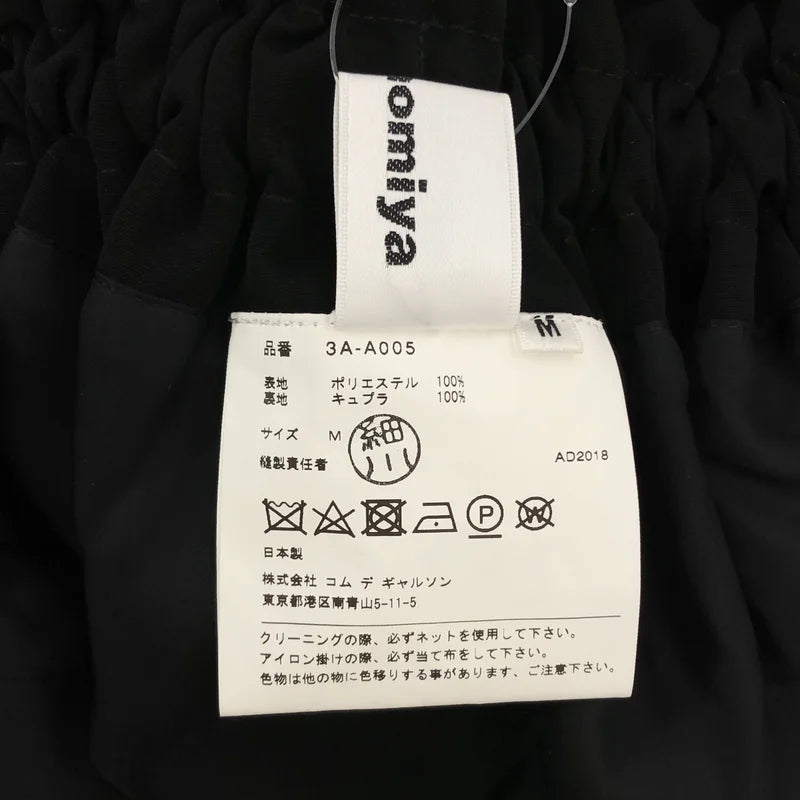 nomiya
M
品番 3A-A005
表地 ポリエステル 100%
裏地 キュプラ 100%
サイズ M
細川
縫製責任者
AD2018
P
W
日本製
株式会社 コム デ ギャルソン
東京都港区南青山5-11-5
クリーニングの際、必ずネットを使用して下さい。
アイロン掛けの際、必ず当て布をして下さい。
色物は他の物に色移りする事があります、ご注意下さい。